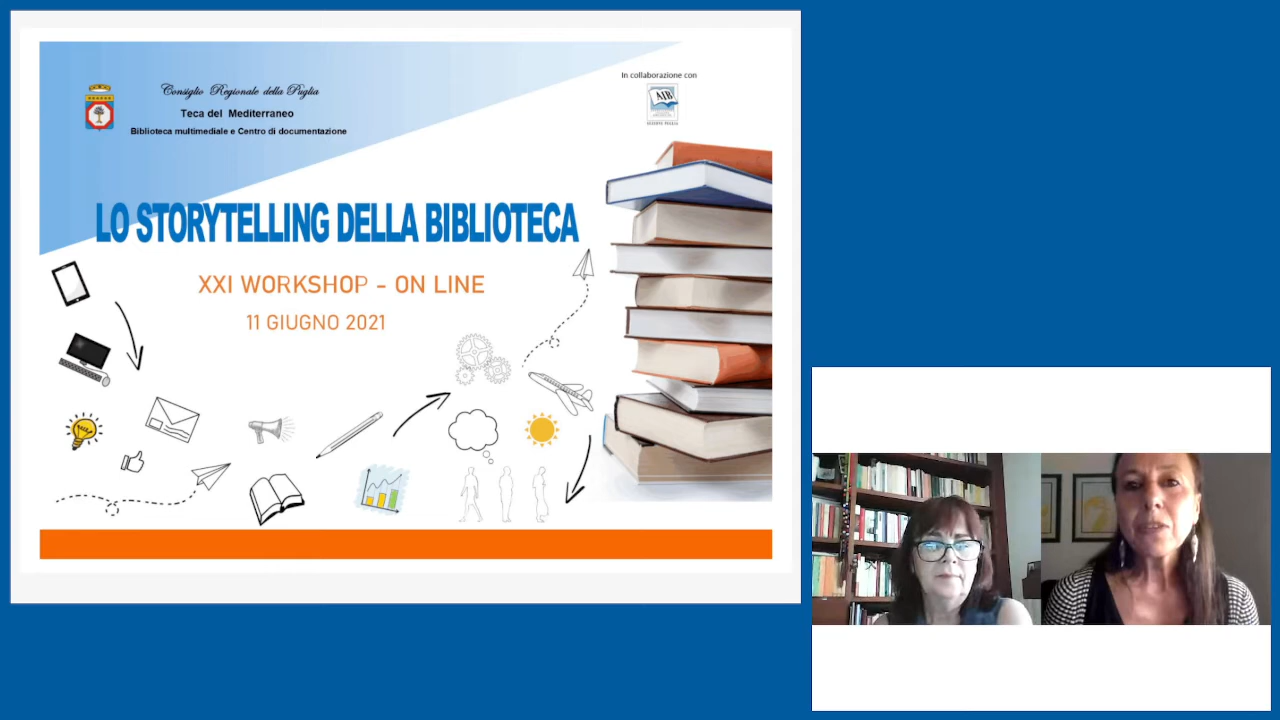 Consiglio Regionale della Puglia
Teca del Mediterraneo
Biblioteca multimediale e Centro di documentazione
In collaborazione con
AIB
LO STORYTELLING DELLA BIBLIOTECA
XXI WORKSHOP - ON LINE
11 GIUGNO 2021